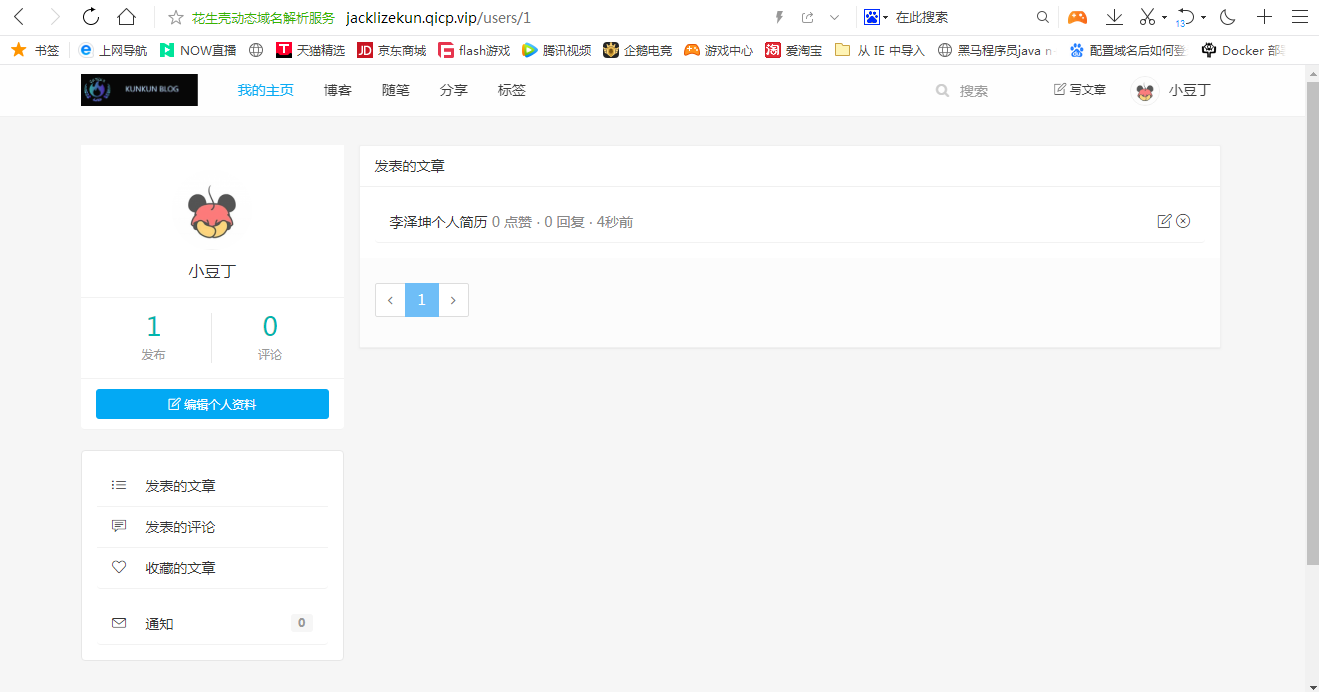 花生壳动态域名解析服务 jacklizekun.qicp.vip/users/1 在此搜索 13
书签 上网导航 NOW直播 天猫精选 京东商城 flash游戏 腾讯视频 企鹅电竞 游戏中心 爱淘宝 从 IE 中导入 黑马程序员java 配置域名后如何登 Docker
KUNKUN BLOG 我的主页 博客 随笔 分享 标签 搜索 写文章 小豆丁
发表的文章
李泽坤个人简历 0 点赞 · 0 回复 · 4秒前
1
小豆丁
1 0
发布 评论
编辑个人资料
发表的文章
发表的评论
收藏的文章
通知 0